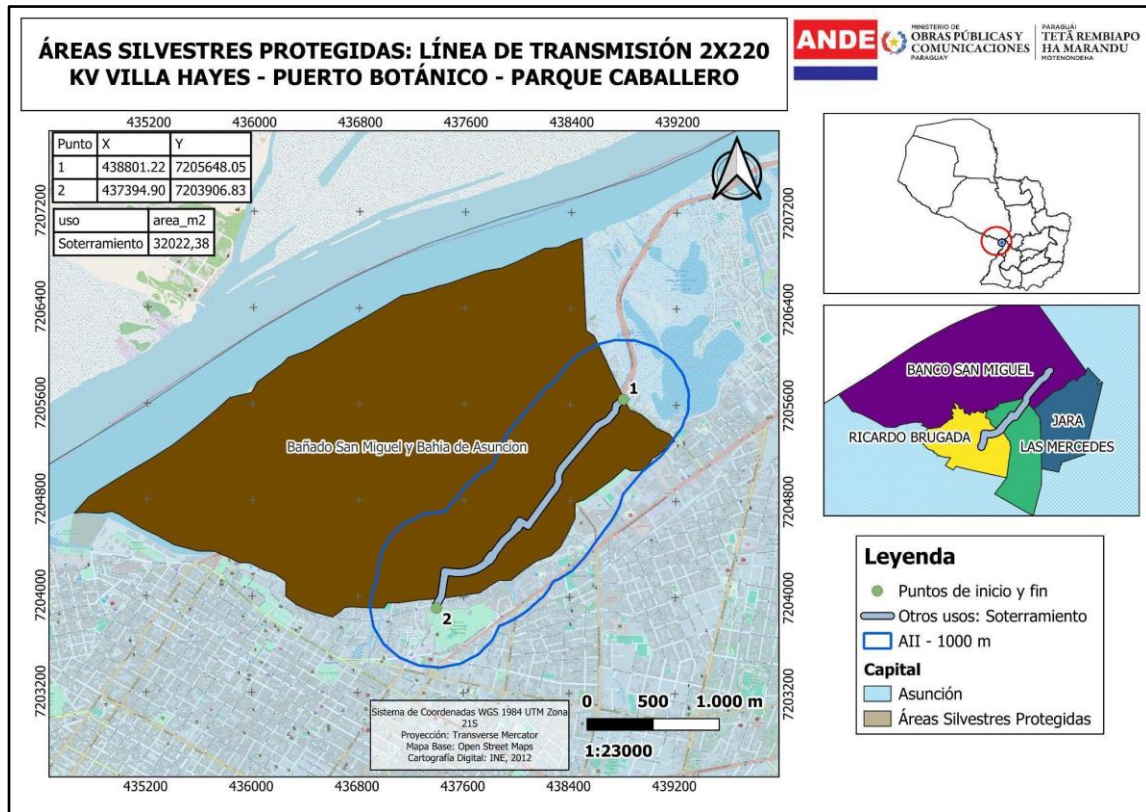 ÁREAS SILVESTRES PROTEGIDAS: LÍNEA DE TRANSMISIÓN 2X220
KV VILLA HAYES - PUERTO BOTÁNICO - PARQUE CABALLERO
ANDE
MINISTERIO DE
OBRAS PÚBLICAS Y
COMUNICACIONES
PARAGUAY
PARAGUÁI
TETÃ REMBIAPO
HA MARANDU
MOTENONDEHA
435200 436000 436800 437600 438400 439200
Punto X Y
1 438801.22 7205648.05
2 437394.90 7203906.83
uso area_m2
Soterramiento 32022,38
7207200 7207200
7206400 7206400
7205600 7205600
7204800 7204800
7204000 7204000
7203200 7203200
1
Bañado San Miguel y Bahia de Asuncion
2
Sistema de Coordenadas WGS 1984 UTM Zona
21S
Proyección: Transverse Mercator
Mapa Base: Open Street Maps
Cartografía Digital: INE, 2012
0 500 1.000 m
1:23000
435200 436000 436800 437600 438400 439200
BANCO SAN MIGUEL
JARA
RICARDO BRUGADA
LAS MERCEDES
Leyenda
Puntos de inicio y fin
Otros usos: Soterramiento
AII - 1000 m
Capital
Asunción
Áreas Silvestres Protegidas